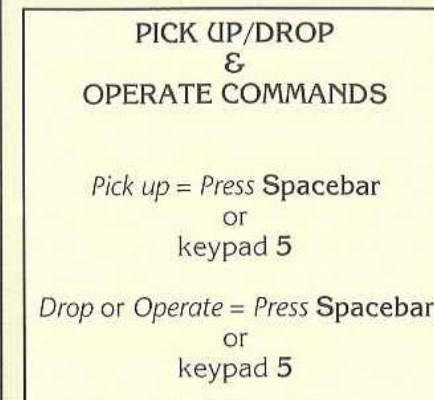 PICK UP/DROP
&
OPERATE COMMANDS
Pick up = Press Spacebar
or
keypad 5
Drop or Operate = Press Spacebar
or
keypad 5